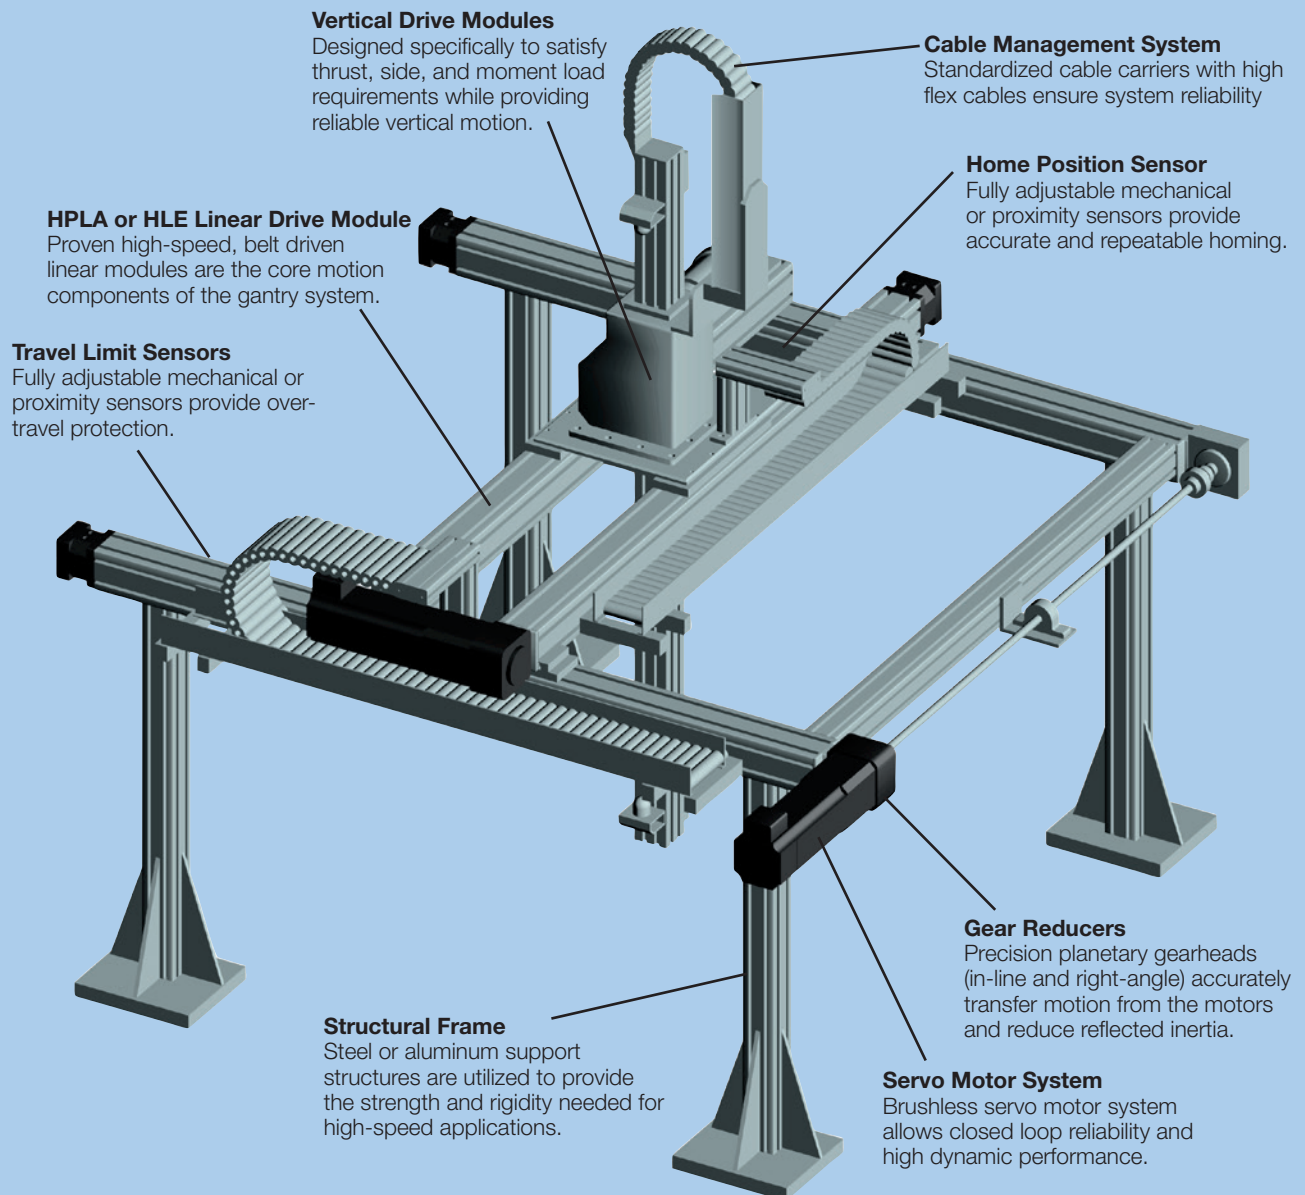 Vertical Drive Modules
Designed specifically to satisfy
thrust, side, and moment load
requirements while providing
reliable vertical motion.
Cable Management System
Standardized cable carriers with high
flex cables ensure system reliability
Home Position Sensor
Fully adjustable mechanical
or proximity sensors provide
accurate and repeatable homing.
HPLA or HLE Linear Drive Module
Proven high-speed, belt driven
linear modules are the core motion
components of the gantry system.
Travel Limit Sensors
Fully adjustable mechanical or
proximity sensors provide over-
travel protection.
Gear Reducers
Precision planetary gearheads
(in-line and right-angle) accurately
transfer motion from the motors
and reduce reflected inertia.
Structural Frame
Steel or aluminum support
structures are utilized to provide
the strength and rigidity needed for
high-speed applications.
Servo Motor System
Brushless servo motor system
allows closed loop reliability and
high dynamic performance.